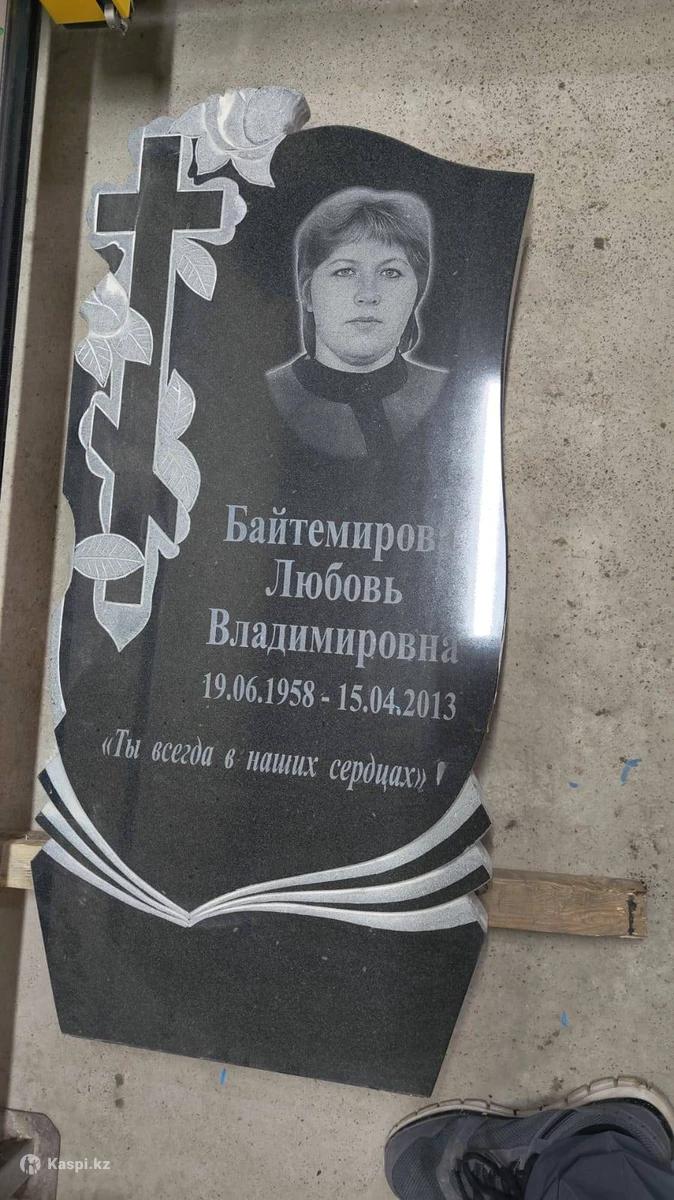 Байтемирова
Любовь
Владимировна
19.06.1958 - 15.04.2013
«Ты всегда в наших сердцах»!
Kaspi.kz